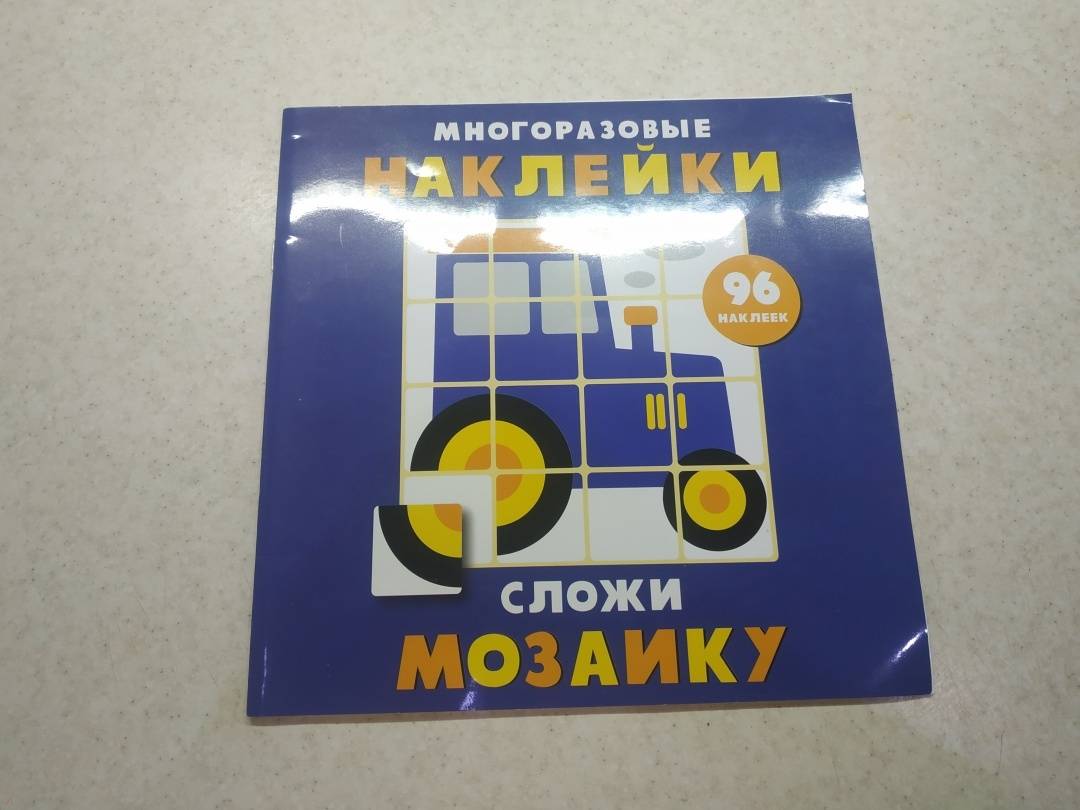 МНОГОРАЗОВЫЕ
НАКЛЕЙКИ
96
НАКЛЕЕК
СЛОЖИ
МОЗАИКУ